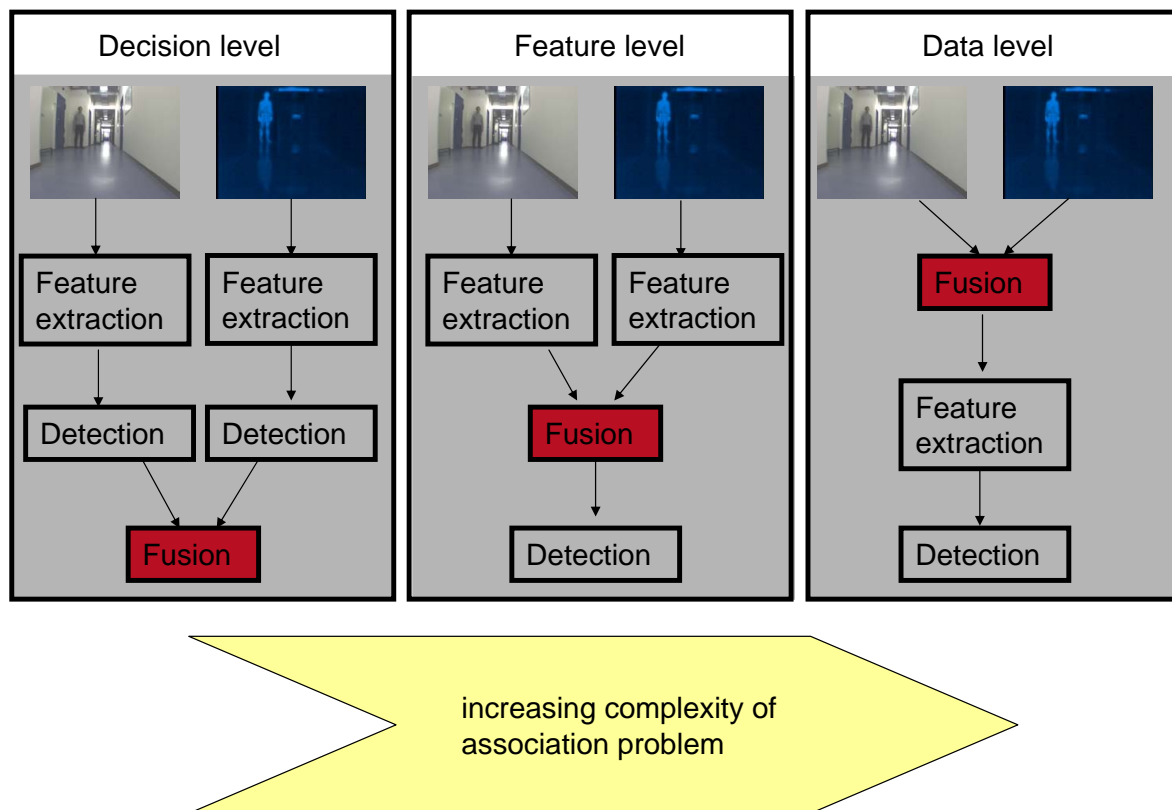 Decision level
Feature
extraction
Feature
extraction
Detection
Detection
Fusion
Feature level
Feature
extraction
Feature
extraction
Fusion
Detection
Data level
Fusion
Feature
extraction
Detection
increasing complexity of
association problem